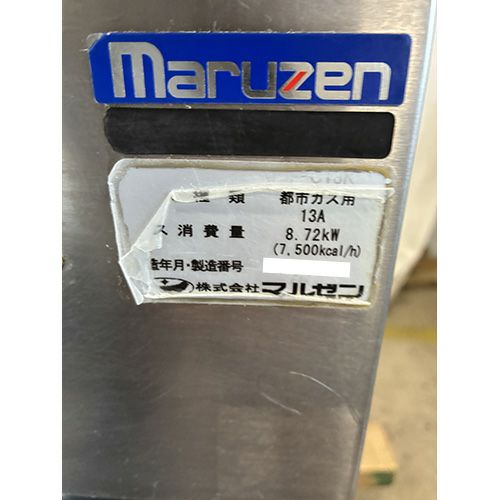 maruzen
種類 都市ガス用
13A
ス消費量 8.72kW
(7,500kcal/h)
造年月・製造番号
株式会社マルゼン